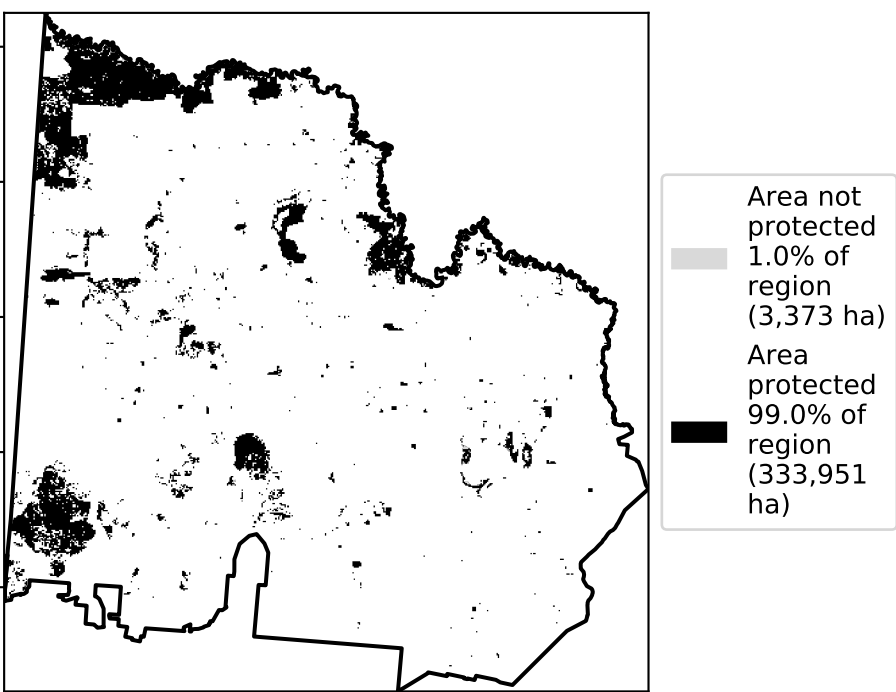 Area not
protected
1.0% of
region
(3,373 ha)
Area
protected
99.0% of
region
(333,951
ha)